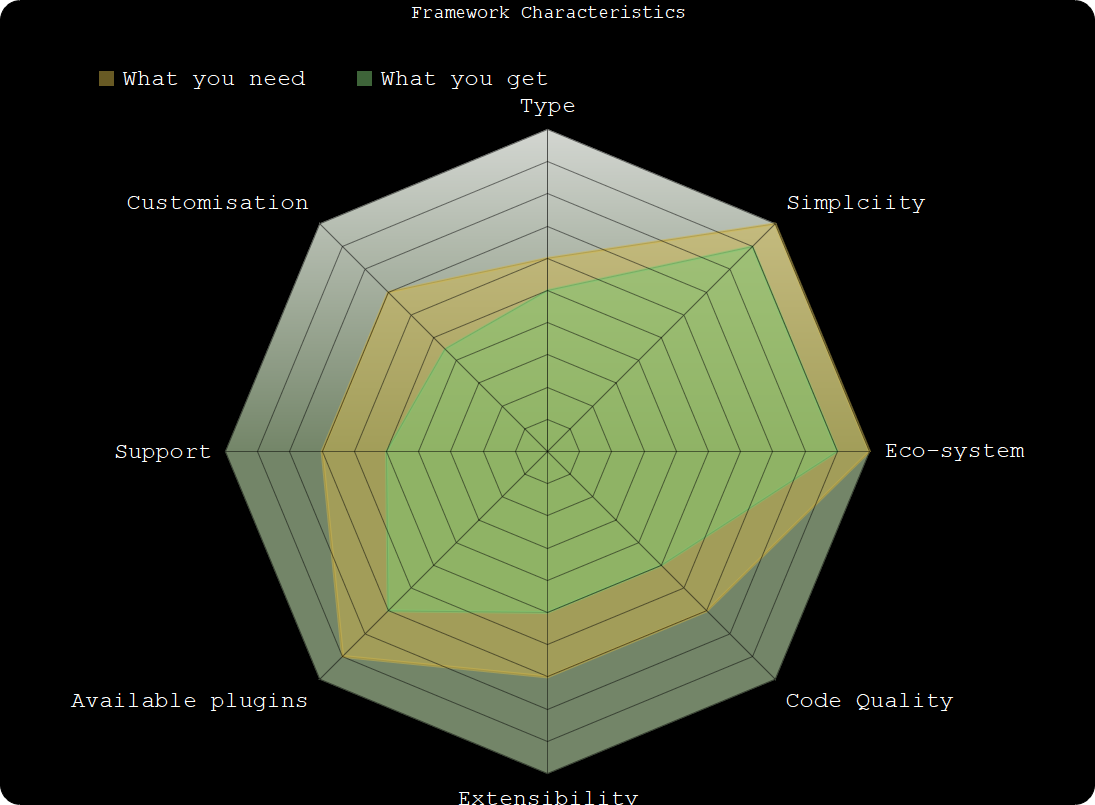 Framework Characteristics
What you need
What you get
Type
Customisation
Simplciity
Support
Eco-system
Available plugins
Code Quality
Extensibility